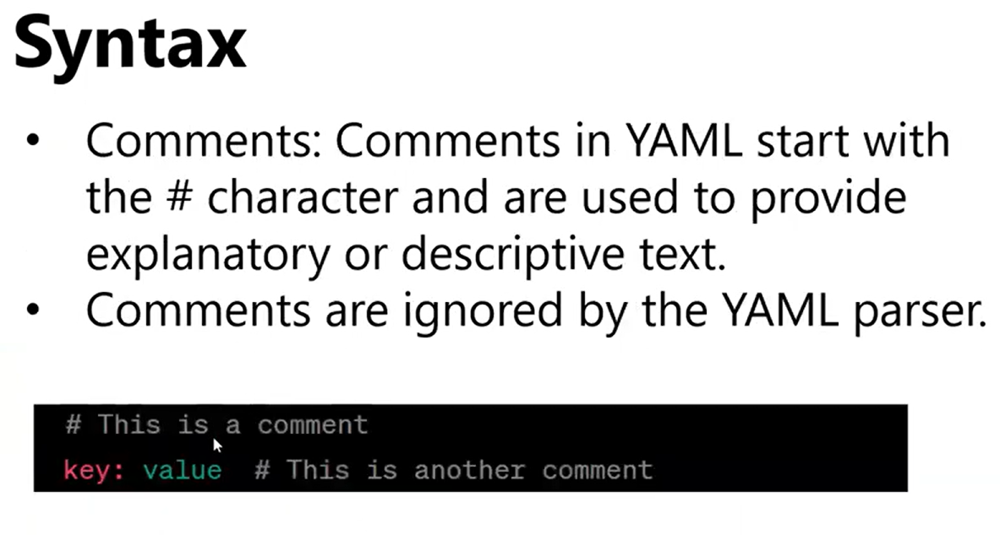 Syntax
• Comments: Comments in YAML start with
the # character and are used to provide
explanatory or descriptive text.
• Comments are ignored by the YAML parser.
# This is a comment
key: value  # This is another comment